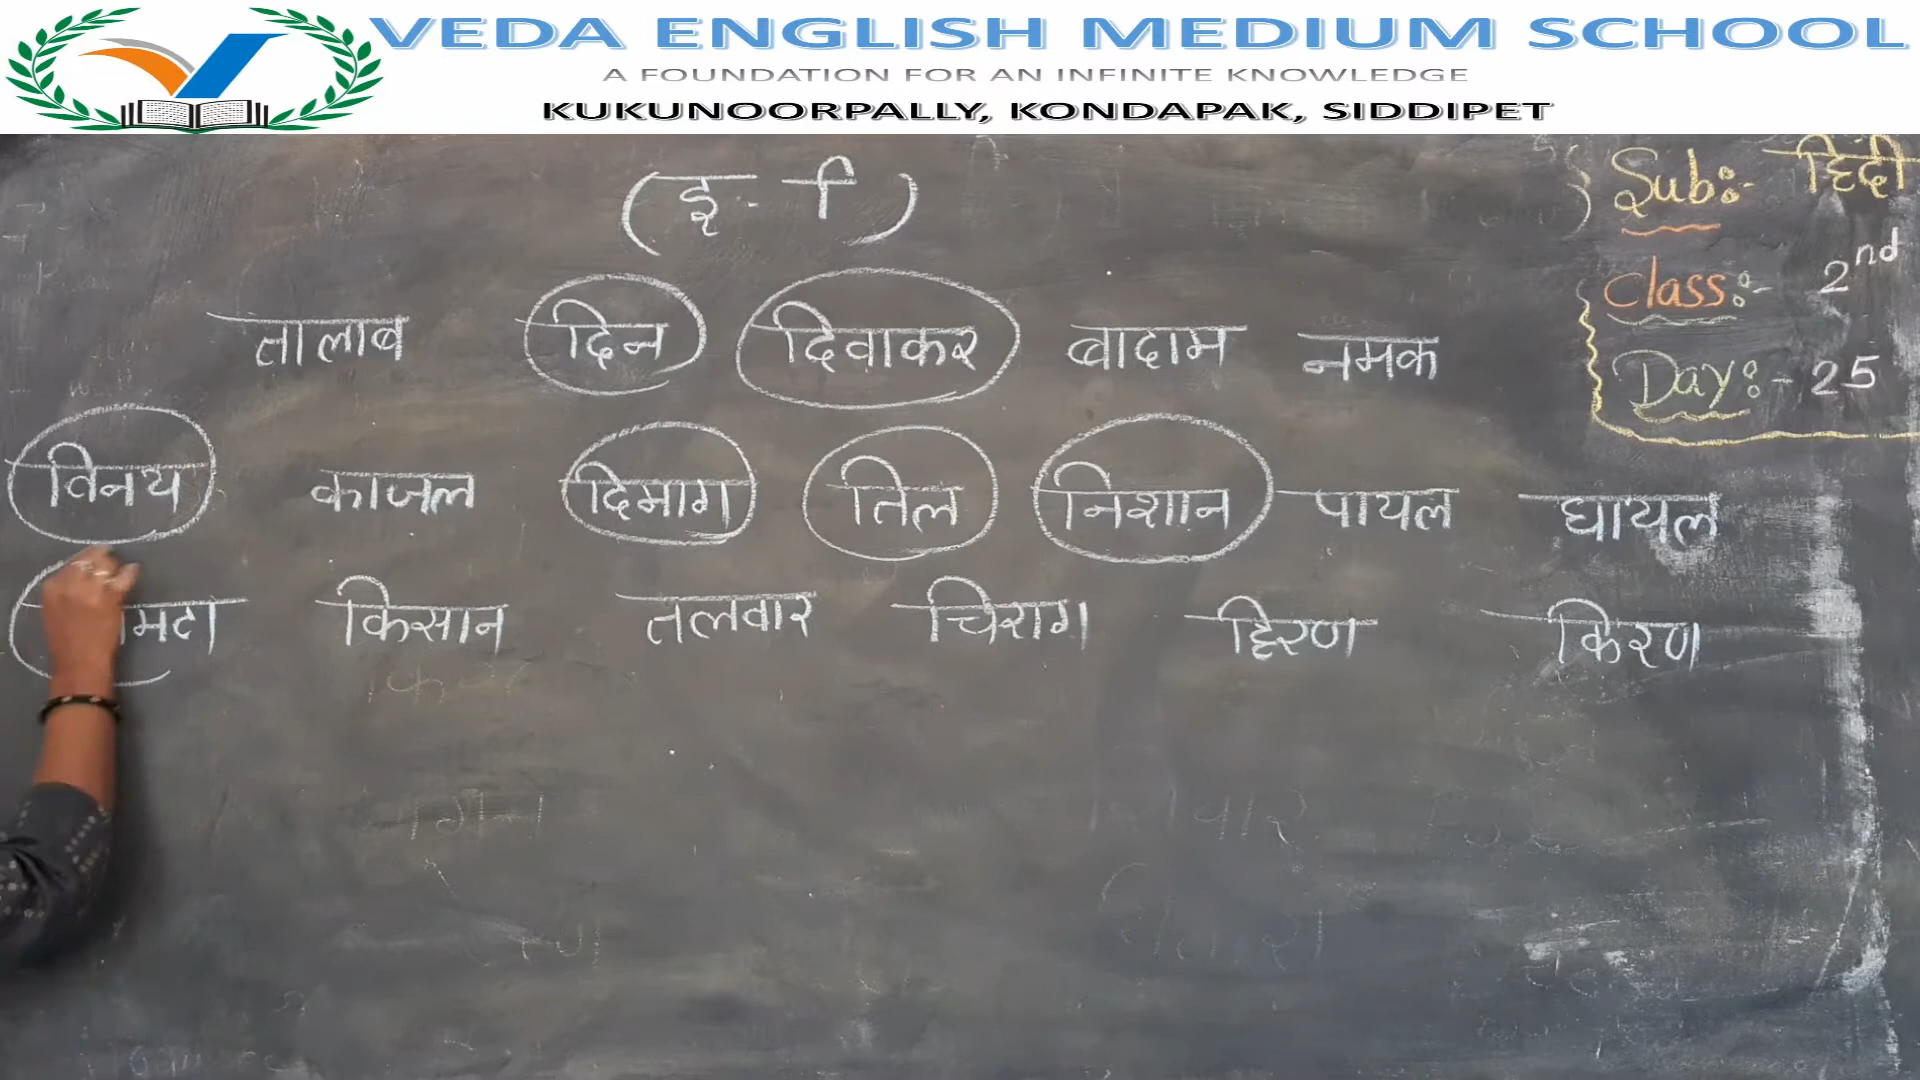 VEDA ENGLISH MEDIUM SCHOOL
A FOUNDATION FOR AN INFINITE KNOWLEDGE
KUKUNOORPALLY, KONDAPAK, SIDDIPET
(इ - ि)
Sub:- हिंदी
Class:- 2nd
Day:- 25
तालाब दिन दिवाकर बादाम नमक
विनय काजल दिमाग तिल निशान पायल घायल
मटा किसान तलवार चिराग हिरण किरण